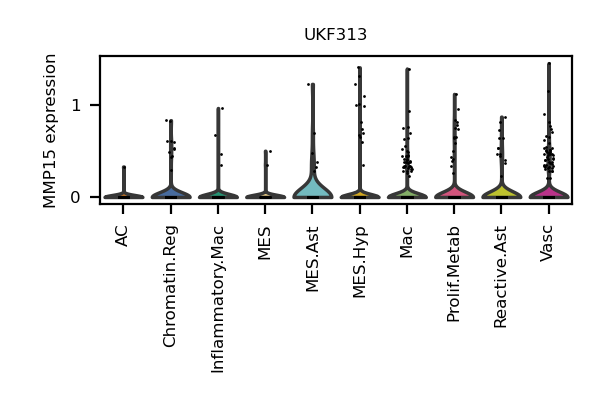 UKF313
MMP15 expression
1
0
AC
Chromatin.Reg
Inflammatory.Mac
MES
MES.Ast
MES.Hyp
Mac
Prolif.Metab
Reactive.Ast
Vasc